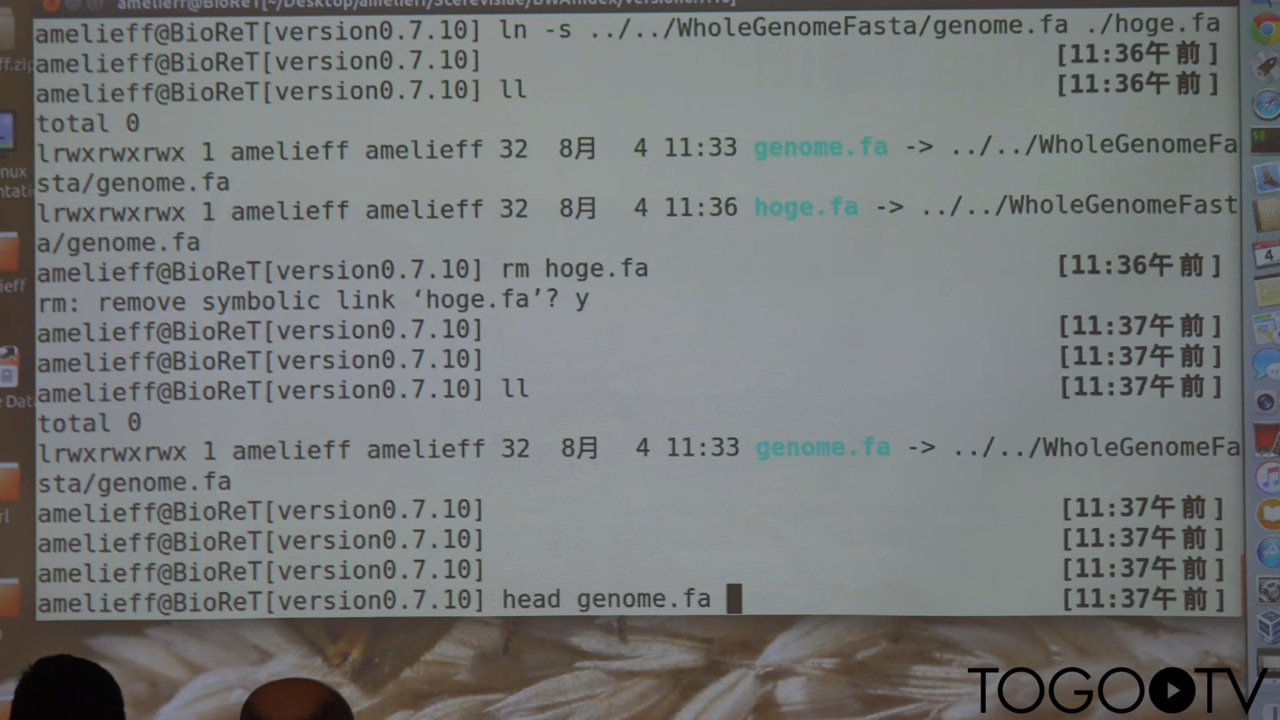 amelieff@BioReT[~/Desktop/amelieff/Scerevisiae/BWAIndex/version0.7.10]
amelieff@BioReT[version0.7.10] ln -s ../../WholeGenomeFasta/genome.fa ./hoge.fa
amelieff@BioReT[version0.7.10] [11:36午前]
amelieff@BioReT[version0.7.10] ll [11:36午前]
total 0
lrwxrwxrwx 1 amelieff amelieff 32 8月 4 11:33 genome.fa -> ../../WholeGenomeFa
sta/genome.fa
lrwxrwxrwx 1 amelieff amelieff 32 8月 4 11:36 hoge.fa -> ../../WholeGenomeFast
a/genome.fa
amelieff@BioReT[version0.7.10] rm hoge.fa [11:36午前]
rm: remove symbolic link ‘hoge.fa’? y
amelieff@BioReT[version0.7.10] [11:37午前]
amelieff@BioReT[version0.7.10] [11:37午前]
amelieff@BioReT[version0.7.10] ll [11:37午前]
total 0
lrwxrwxrwx 1 amelieff amelieff 32 8月 4 11:33 genome.fa -> ../../WholeGenomeFa
sta/genome.fa
amelieff@BioReT[version0.7.10] [11:37午前]
amelieff@BioReT[version0.7.10] [11:37午前]
amelieff@BioReT[version0.7.10] [11:37午前]
amelieff@BioReT[version0.7.10] head genome.fa [11:37午前]
TOGOTV